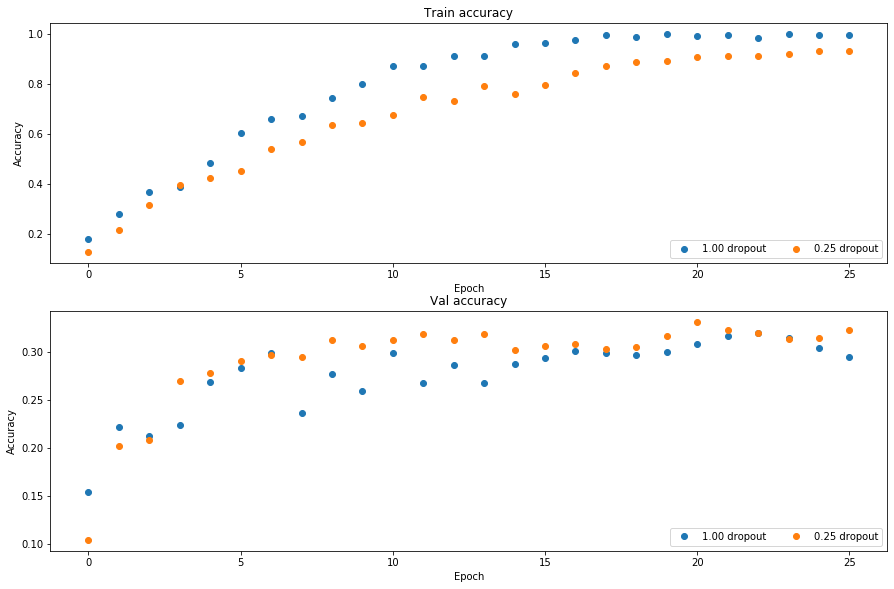 Train accuracy
1.0
0.8
0.6
0.4
0.2
Accuracy
0 5 10 15 20 25
Epoch
1.00 dropout 0.25 dropout
Val accuracy
0.30
0.25
0.20
0.15
0.10
Accuracy
0 5 10 15 20 25
Epoch
1.00 dropout 0.25 dropout